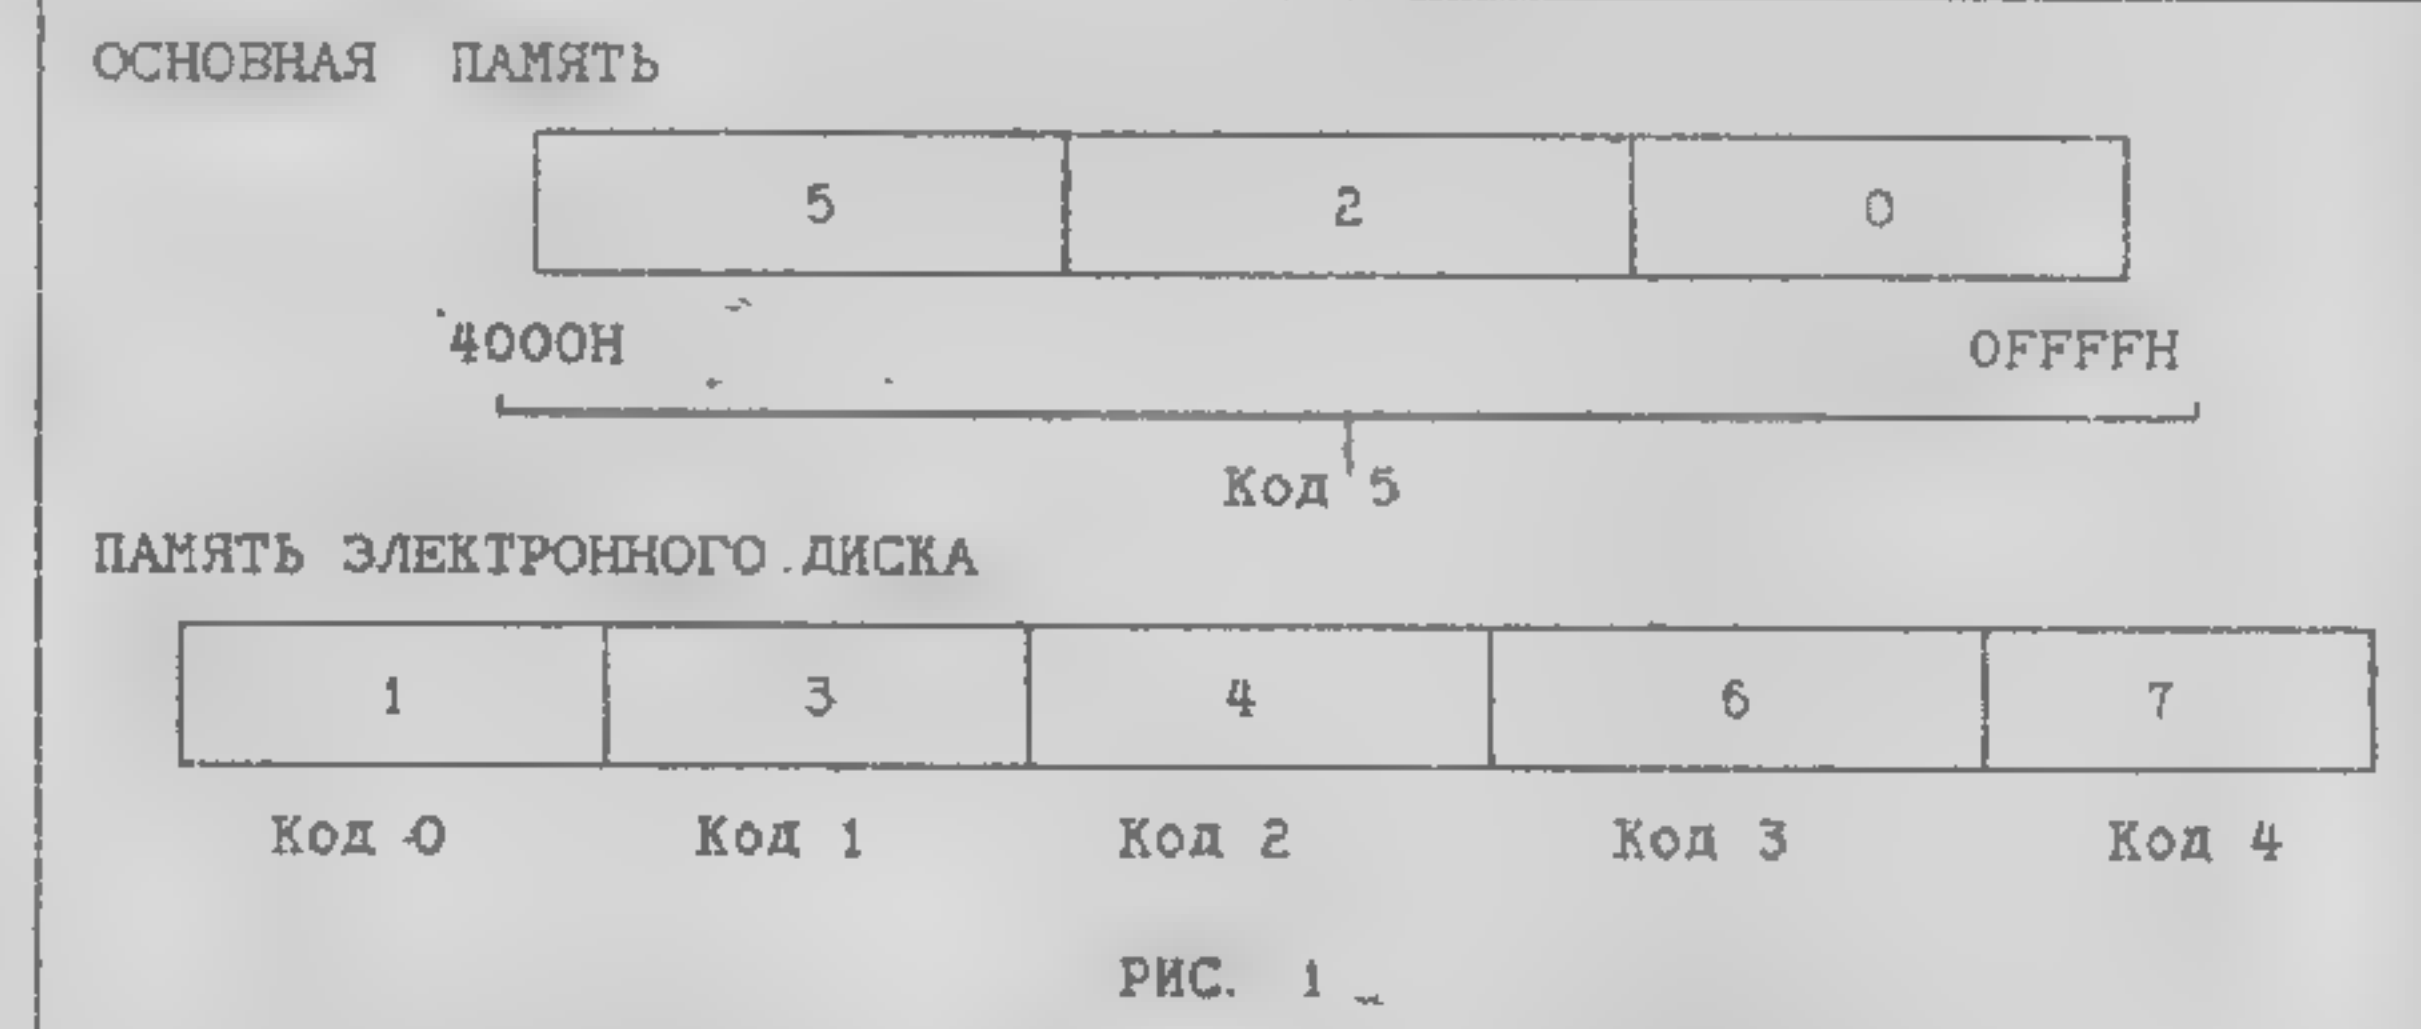 ОСНОВНАЯ ПАМЯТЬ
5 2 0
4000H 0FFFFH
Код 5
ПАМЯТЬ ЭЛЕКТРОННОГО ДИСКА
1 3 4 6 7
Код 0 Код 1 Код 2 Код 3 Код 4
РИС. 1